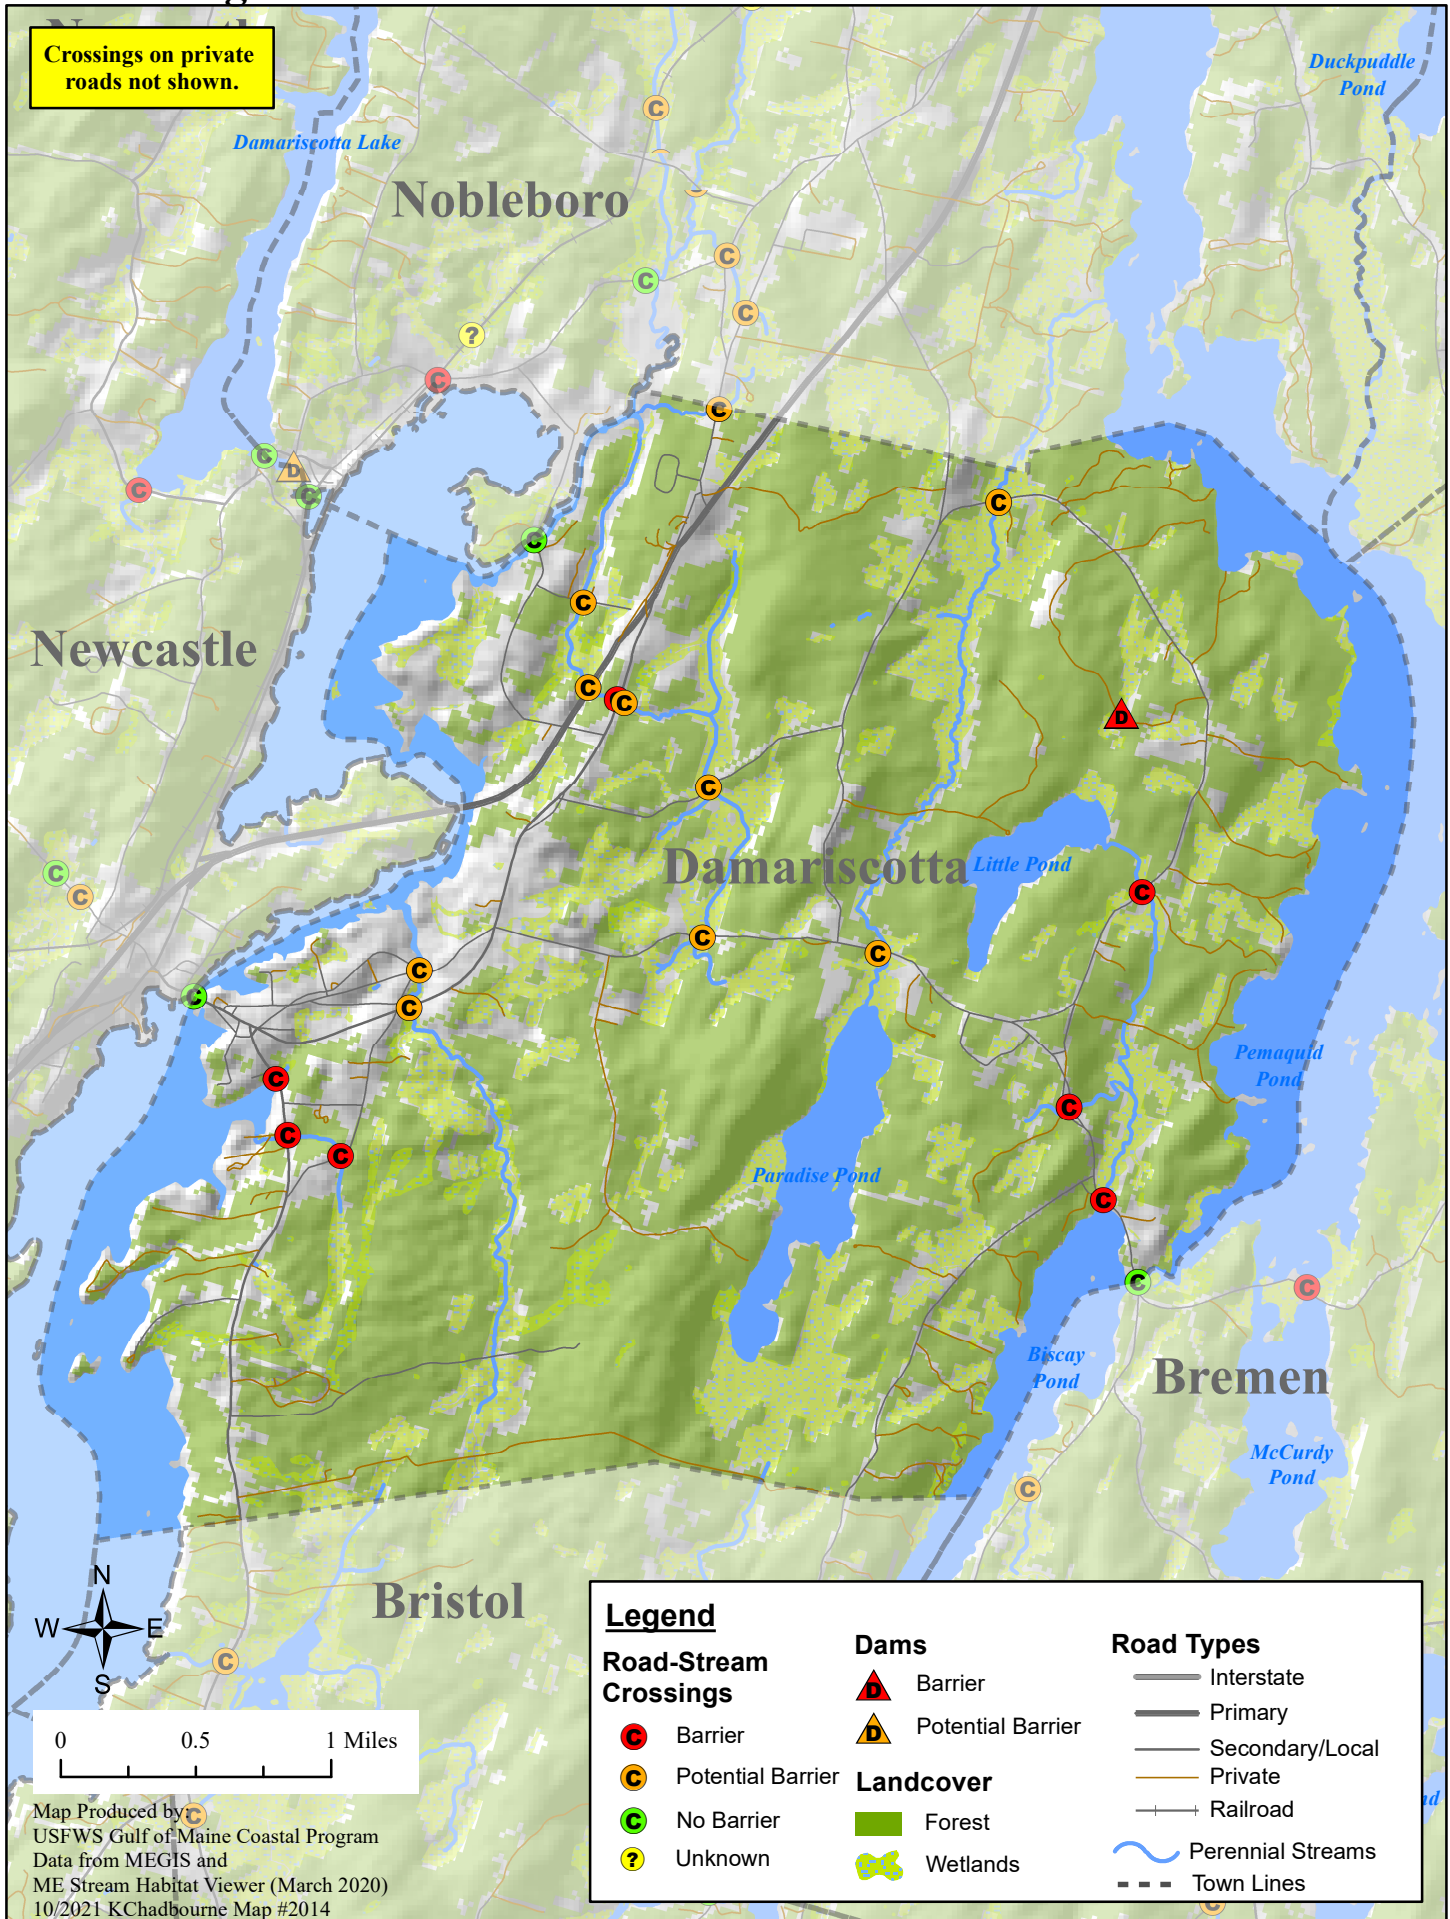 Crossings on private
roads not shown.
Duckpuddle
Pond
Damariscotta Lake
Nobleboro
Newcastle
Damariscotta
Little Pond
Pemaquid
Pond
Paradise Pond
Biscay
Pond
Bremen
McCurdy
Pond
Bristol
N
W E
S
0 0.5 1 Miles
Map Produced by:
USFWS Gulf of Maine Coastal Program
Data from MEGIS and
ME Stream Habitat Viewer (March 2020)
10/2021 KChadbourne Map #2014
Legend
Road-Stream
Crossings
C Barrier
C Potential Barrier
C No Barrier
? Unknown
Dams
D Barrier
D Potential Barrier
Landcover
Forest
Wetlands
Road Types
Interstate
Primary
Secondary/Local
Private
Railroad
Perennial Streams
Town Lines